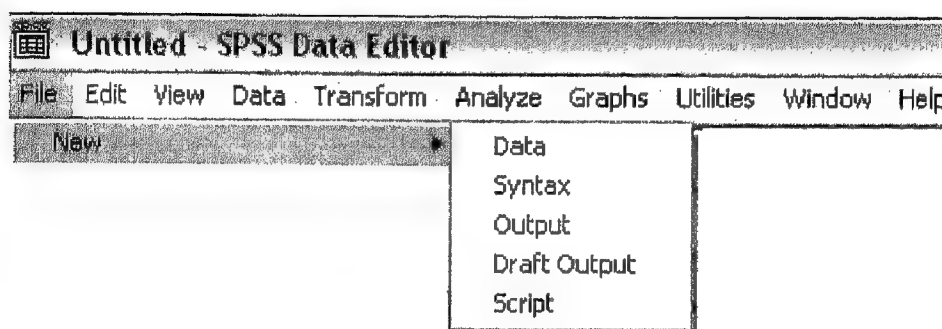 Untitled - SPSS Data Editor
File Edit View Data Transform Analyze Graphs Utilities Window Help
New
Data
Syntax
Output
Draft Output
Script